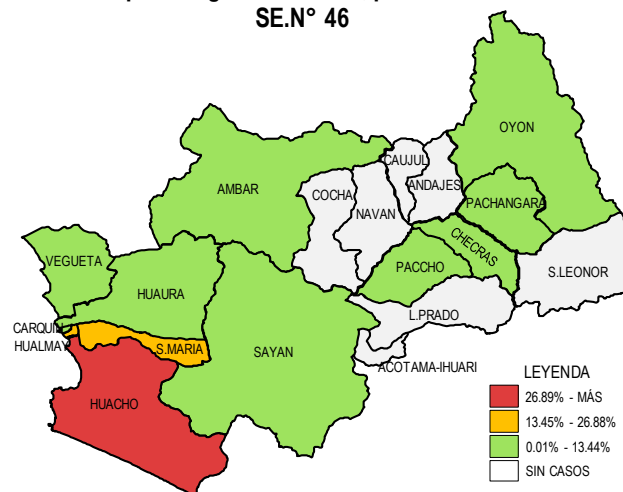 SE.N° 46
OYON
CAUJUL
AMBAR
ANDAJES
COCHA
PACHANGARA
NAVAN
CHECRAS
VEGUETA
PACCHO
S.LEONOR
HUAURA
L.PRADO
CARQUIN
HUALMAY
S.MARIA
SAYAN
ACOTAMA-IHUARI
HUACHO
LEYENDA
26.89% - MÁS
13.45% - 26.88%
0.01% - 13.44%
SIN CASOS